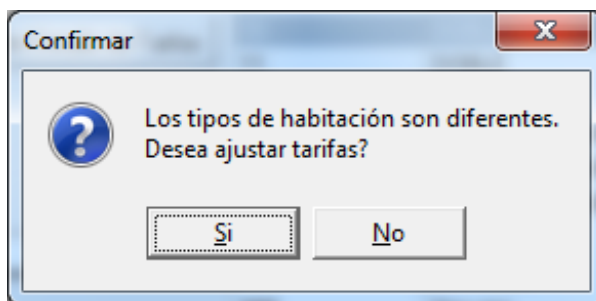 Confirmar
Los tipos de habitación son diferentes.
Desea ajustar tarifas?
Si
No